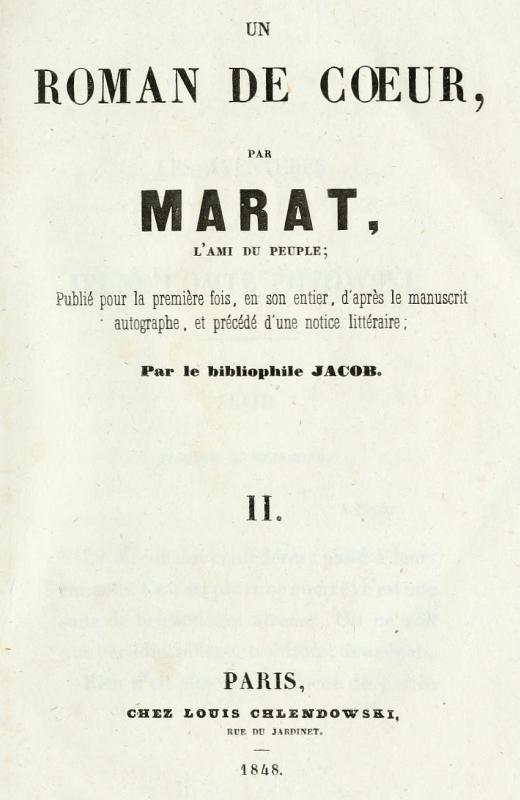 UN
ROMAN DE CŒUR,
PAR
MARAT,
L'AMI DU PEUPLE;
Publié pour la première fois, en son entier, d'après le manuscrit
autographe, et précédé d'une notice littéraire;
Par le bibliophile JACOB.
II.
PARIS,
CHEZ LOUIS CHLENDOWSKI,
RUE DU JARDINET.
1848.